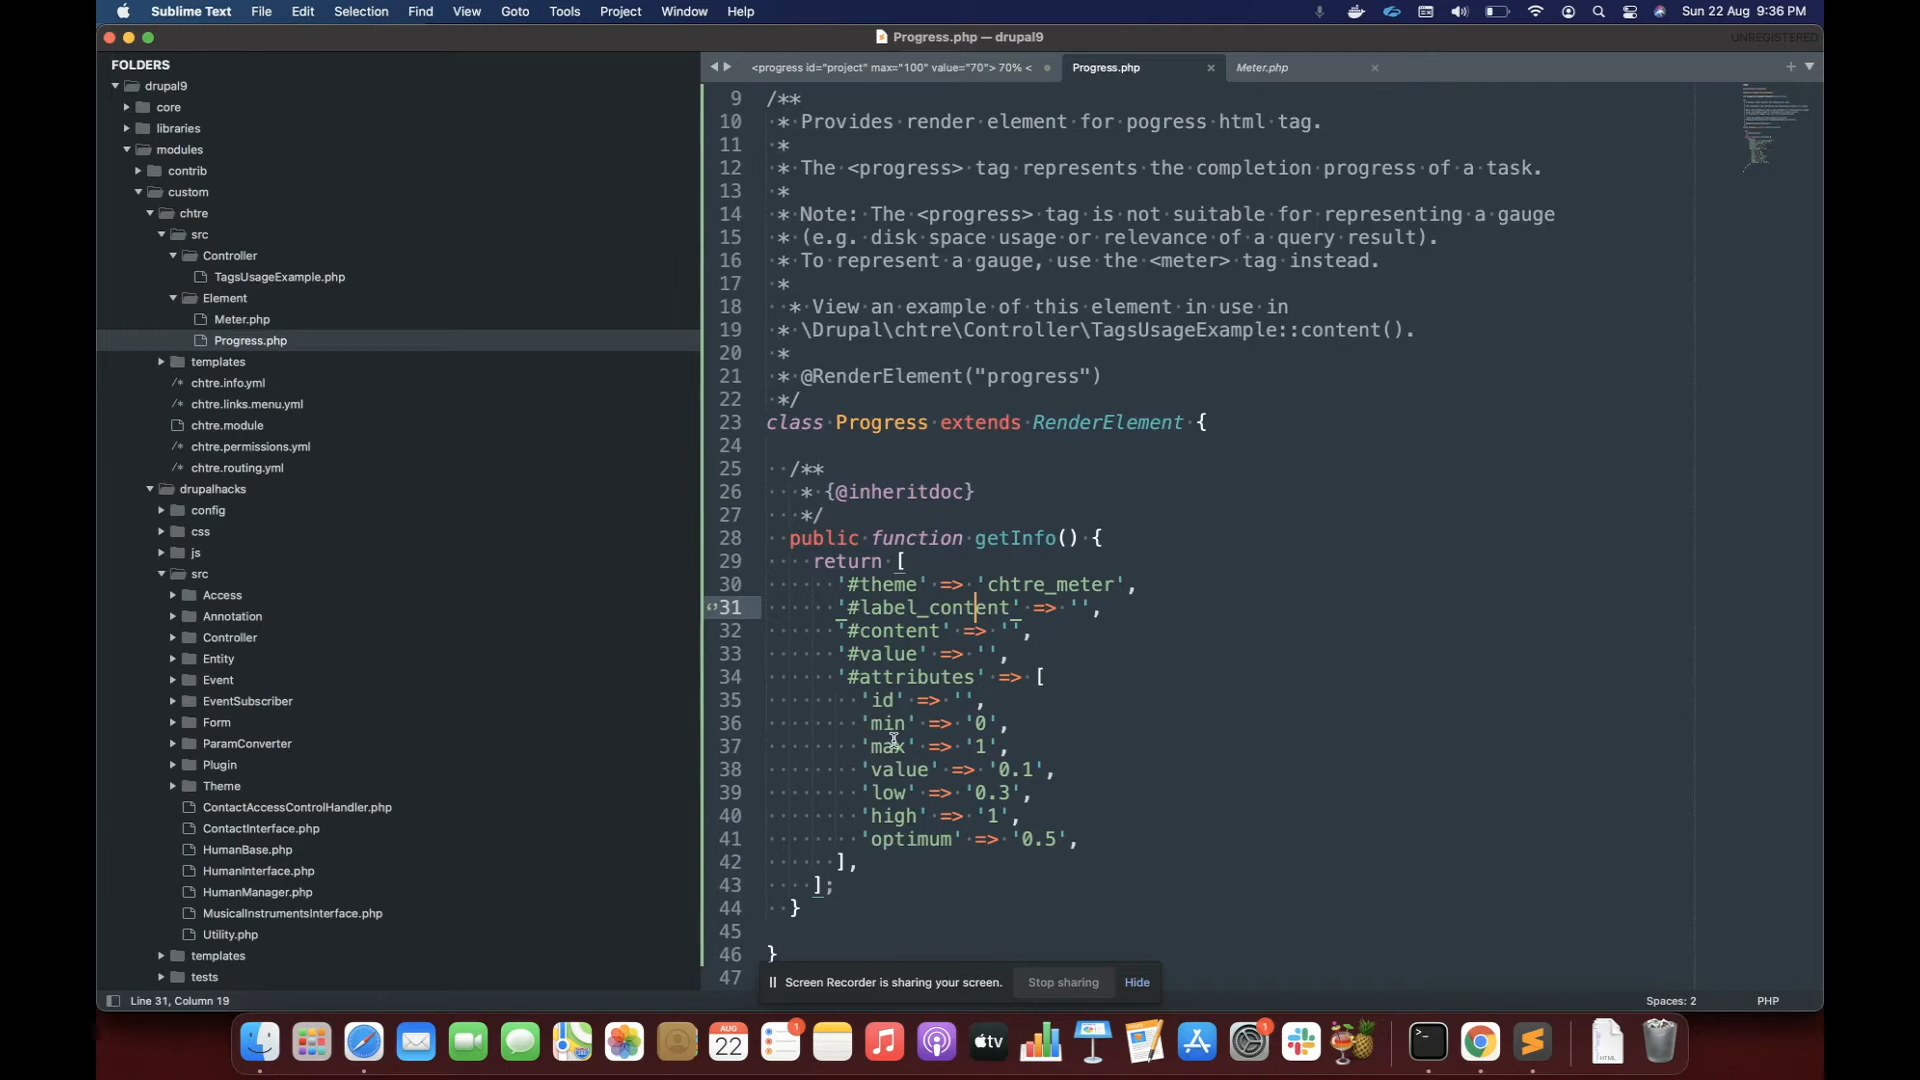 Sublime Text File Edit Selection Find View Goto Tools Project Window Help Sun 22 Aug 9:36 PM
Progress.php — drupal9 UNREGISTERED
FOLDERS
drupal9
core
libraries
modules
contrib
custom
chtre
src
Controller
TagsUsageExample.php
Element
Meter.php
Progress.php
templates
/* chtre.info.yml
/* chtre.links.menu.yml
chtre.module
/* chtre.permissions.yml
/* chtre.routing.yml
drupalhacks
config
css
js
src
Access
Annotation
Controller
Entity
Event
EventSubscriber
Form
ParamConverter
Plugin
Theme
ContactAccessControlHandler.php
ContactInterface.php
HumanBase.php
HumanInterface.php
HumanManager.php
MusicalInstrumentsInterface.php
Utility.php
templates
tests
<progress id="project" max="100" value="70"> 70% < Progress.php Meter.php
9 /**
10 * Provides render element for pogress html tag.
11 *
12 * The <progress> tag represents the completion progress of a task.
13 *
14 * Note: The <progress> tag is not suitable for representing a gauge
15 * (e.g. disk space usage or relevance of a query result).
16 * To represent a gauge, use the <meter> tag instead.
17 *
18 * View an example of this element in use in
19 * \Drupal\chtre\Controller\TagsUsageExample::content().
20 *
21 * @RenderElement("progress")
22 */
23 class Progress extends RenderElement {
24
25 /**
26 * {@inheritdoc}
27 */
28 public function getInfo() {
29 return [
30 '#theme' => 'chtre_meter',
31 '#label_content' => '',
32 '#content' => '',
33 '#value' => '',
34 '#attributes' => [
35 'id' => '',
36 'min' => '0',
37 'max' => '1',
38 'value' => '0.1',
39 'low' => '0.3',
40 'high' => '1',
41 'optimum' => '0.5',
42 ],
43 ];
44 }
45
46 }
47
Screen Recorder is sharing your screen. Stop sharing Hide
Line 31, Column 19 Spaces: 2 PHP
AUG
22
1
tv
1
HTML